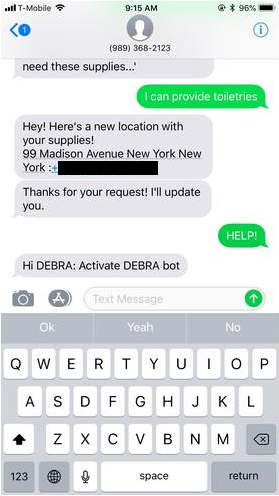 T-Mobile 9:15 AM 96%
1
(989) 368-2123
need these supplies...'
I can provide toiletries
Hey! Here's a new location with
your supplies!
99 Madison Avenue New York New
York :+
Thanks for your request! I'll update
you.
HELP!
Hi DEBRA: Activate DEBRA bot
Text Message
Ok Yeah No
Q W E R T Y U I O P
A S D F G H J K L
Z X C V B N M
123 space return